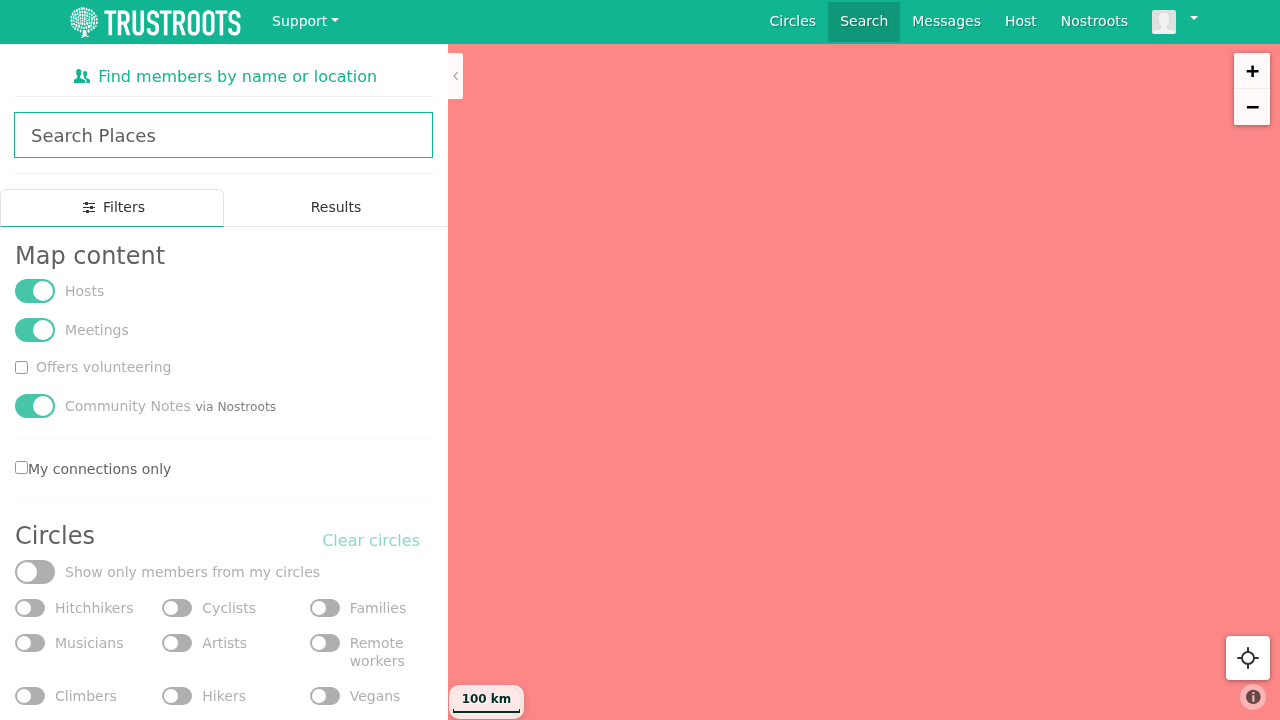 TRUSTROOTS
Support
Circles
Search
Messages
Host
Nostroots
Find members by name or location
Search Places
Filters
Results
Map content
Hosts
Meetings
Offers volunteering
Community Notes via Nostroots
My connections only
Circles
Clear circles
Show only members from my circles
Hitchhikers
Cyclists
Families
Musicians
Artists
Remote
workers
Climbers
Hikers
Vegans
+
−
100 km